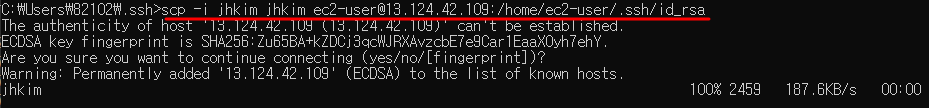 C:\Users\82102\.ssh>scp -i jhkim jhkim ec2-user@13.124.42.109:/home/ec2-user/.ssh/id_rsa
The authenticity of host '13.124.42.109 (13.124.42.109)' can't be established.
ECDSA key fingerprint is SHA256:Zu65BA+kZDCj3qcWJRXAvzcbE7e9Car1EaaXOyh7ehY.
Are you sure you want to continue connecting (yes/no/[fingerprint])?
Warning: Permanently added '13.124.42.109' (ECDSA) to the list of known hosts.
jhkim 100% 2459 187.6KB/s 00:00